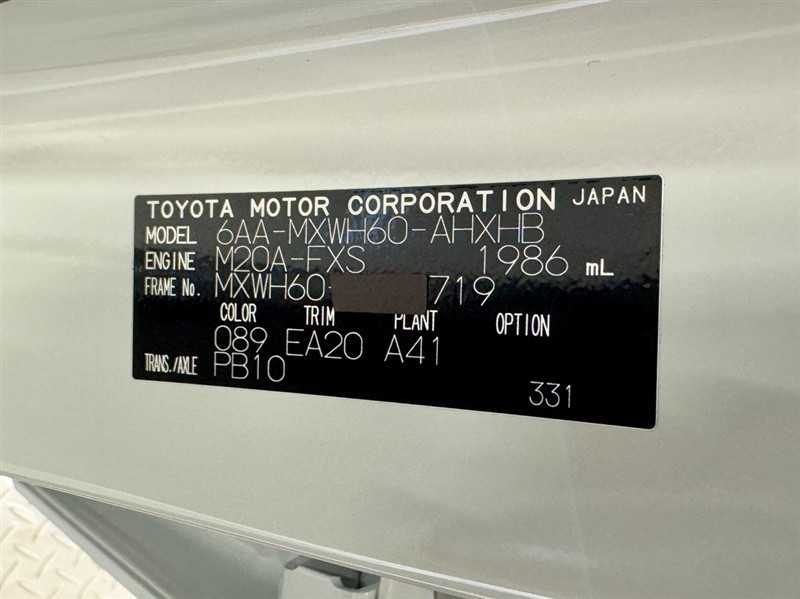 TOYOTA MOTOR CORPORATION JAPAN
MODEL 6AA-MXWH60-AHXHB
ENGINE M20A-FXS 1986 mL
FRAME No. MXWH60- 719
COLOR TRIM PLANT OPTION
089 EA20 A41
TRANS./AXLE PB10
331